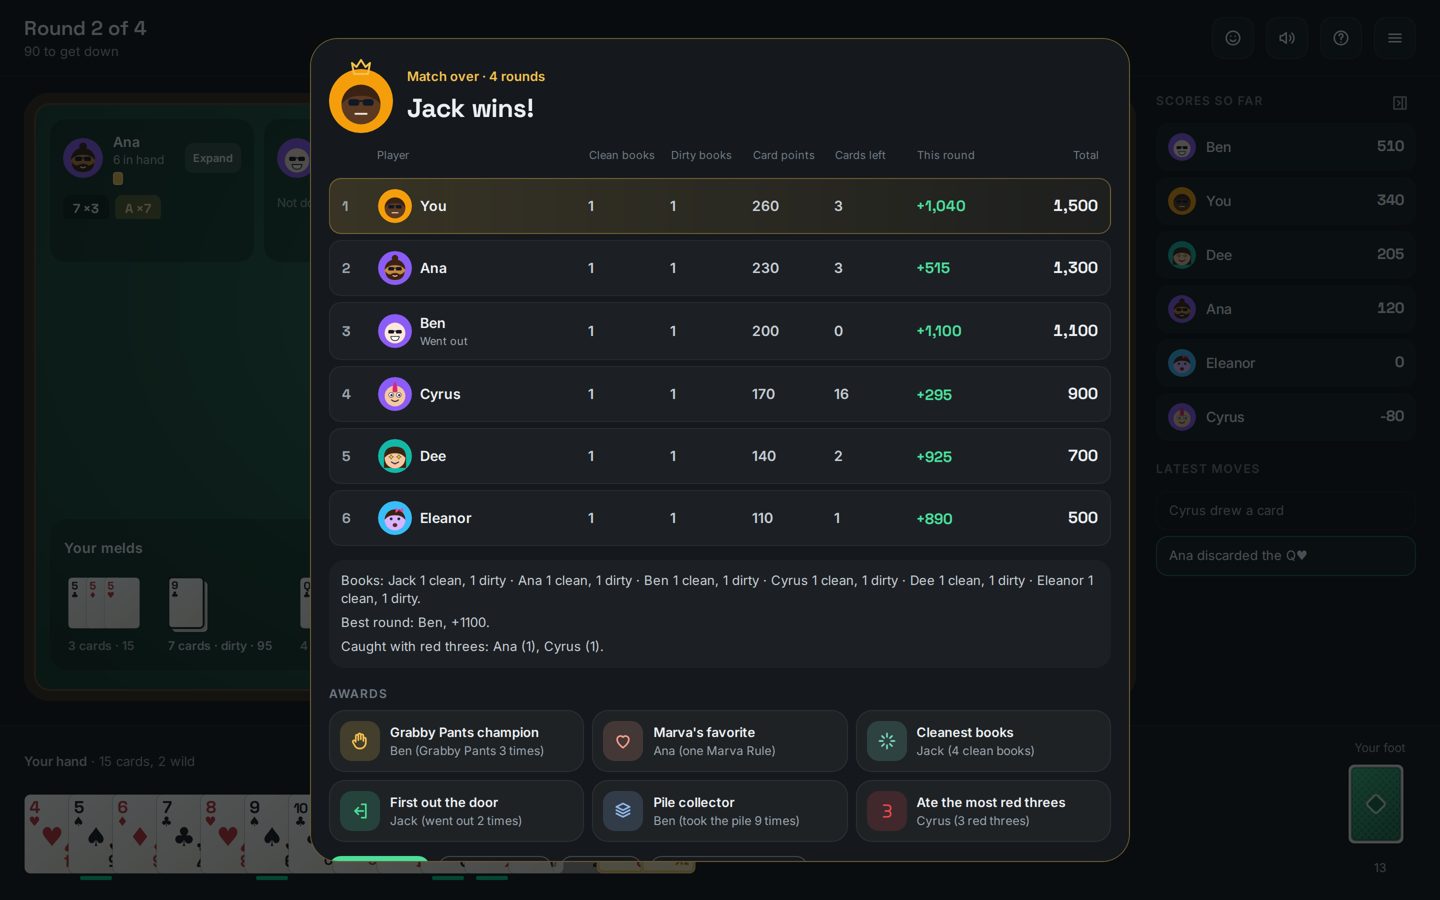 Round 2 of 4
90 to get down
Ana
6 in hand
Expand
7 ×3
A ×7
Not do
Your melds
3 cards · 15
7 cards · dirty · 95
4
Your hand · 15 cards, 2 wild
4
5
6
7
8
9
10
Match over · 4 rounds
Jack wins!
Player Clean books Dirty books Card points Cards left This round Total
1 You 1 1 260 3 +1,040 1,500
2 Ana 1 1 230 3 +515 1,300
3 Ben 1 1 200 0 +1,100 1,100
Went out
4 Cyrus 1 1 170 16 +295 900
5 Dee 1 1 140 2 +925 700
6 Eleanor 1 1 110 1 +890 500
Books: Jack 1 clean, 1 dirty · Ana 1 clean, 1 dirty · Ben 1 clean, 1 dirty · Cyrus 1 clean, 1 dirty · Dee 1 clean, 1 dirty · Eleanor 1
clean, 1 dirty.
Best round: Ben, +1100.
Caught with red threes: Ana (1), Cyrus (1).
AWARDS
Grabby Pants champion
Ben (Grabby Pants 3 times)
Marva's favorite
Ana (one Marva Rule)
Cleanest books
Jack (4 clean books)
First out the door
Jack (went out 2 times)
Pile collector
Ben (took the pile 9 times)
3
Ate the most red threes
Cyrus (3 red threes)
SCORES SO FAR
Ben 510
You 340
Dee 205
Ana 120
Eleanor 0
Cyrus -80
LATEST MOVES
Cyrus drew a card
Ana discarded the Q♥
Your foot
13